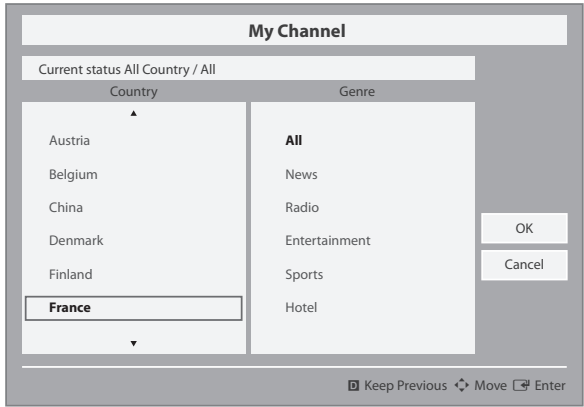 My Channel
Current status All Country / All
Country Genre
Austria All
Belgium News
China Radio
Denmark Entertainment
Finland Sports
France Hotel
OK
Cancel
D Keep Previous Move Enter